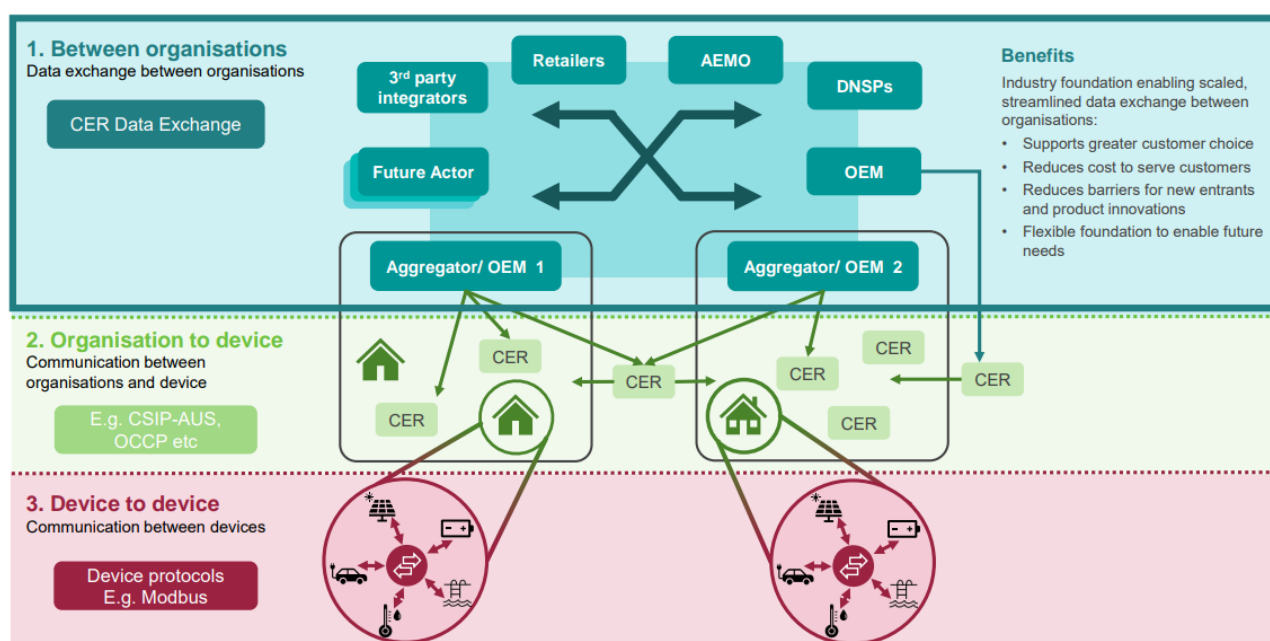 1. Between organisations
Data exchange between organisations
CER Data Exchange
3rd party
integrators
Retailers
AEMO
DNSPs
Future Actor
OEM
Aggregator/ OEM 1
Aggregator/ OEM 2
Benefits
Industry foundation enabling scaled,
streamlined data exchange between
organisations:
• Supports greater customer choice
• Reduces cost to serve customers
• Reduces barriers for new entrants
and product innovations
• Flexible foundation to enable future
needs
2. Organisation to device
Communication between
organisations and device
E.g. CSIP-AUS,
OCCP etc
CER
CER
CER
CER
CER
CER
CER
3. Device to device
Communication between devices
Device protocols
E.g. Modbus